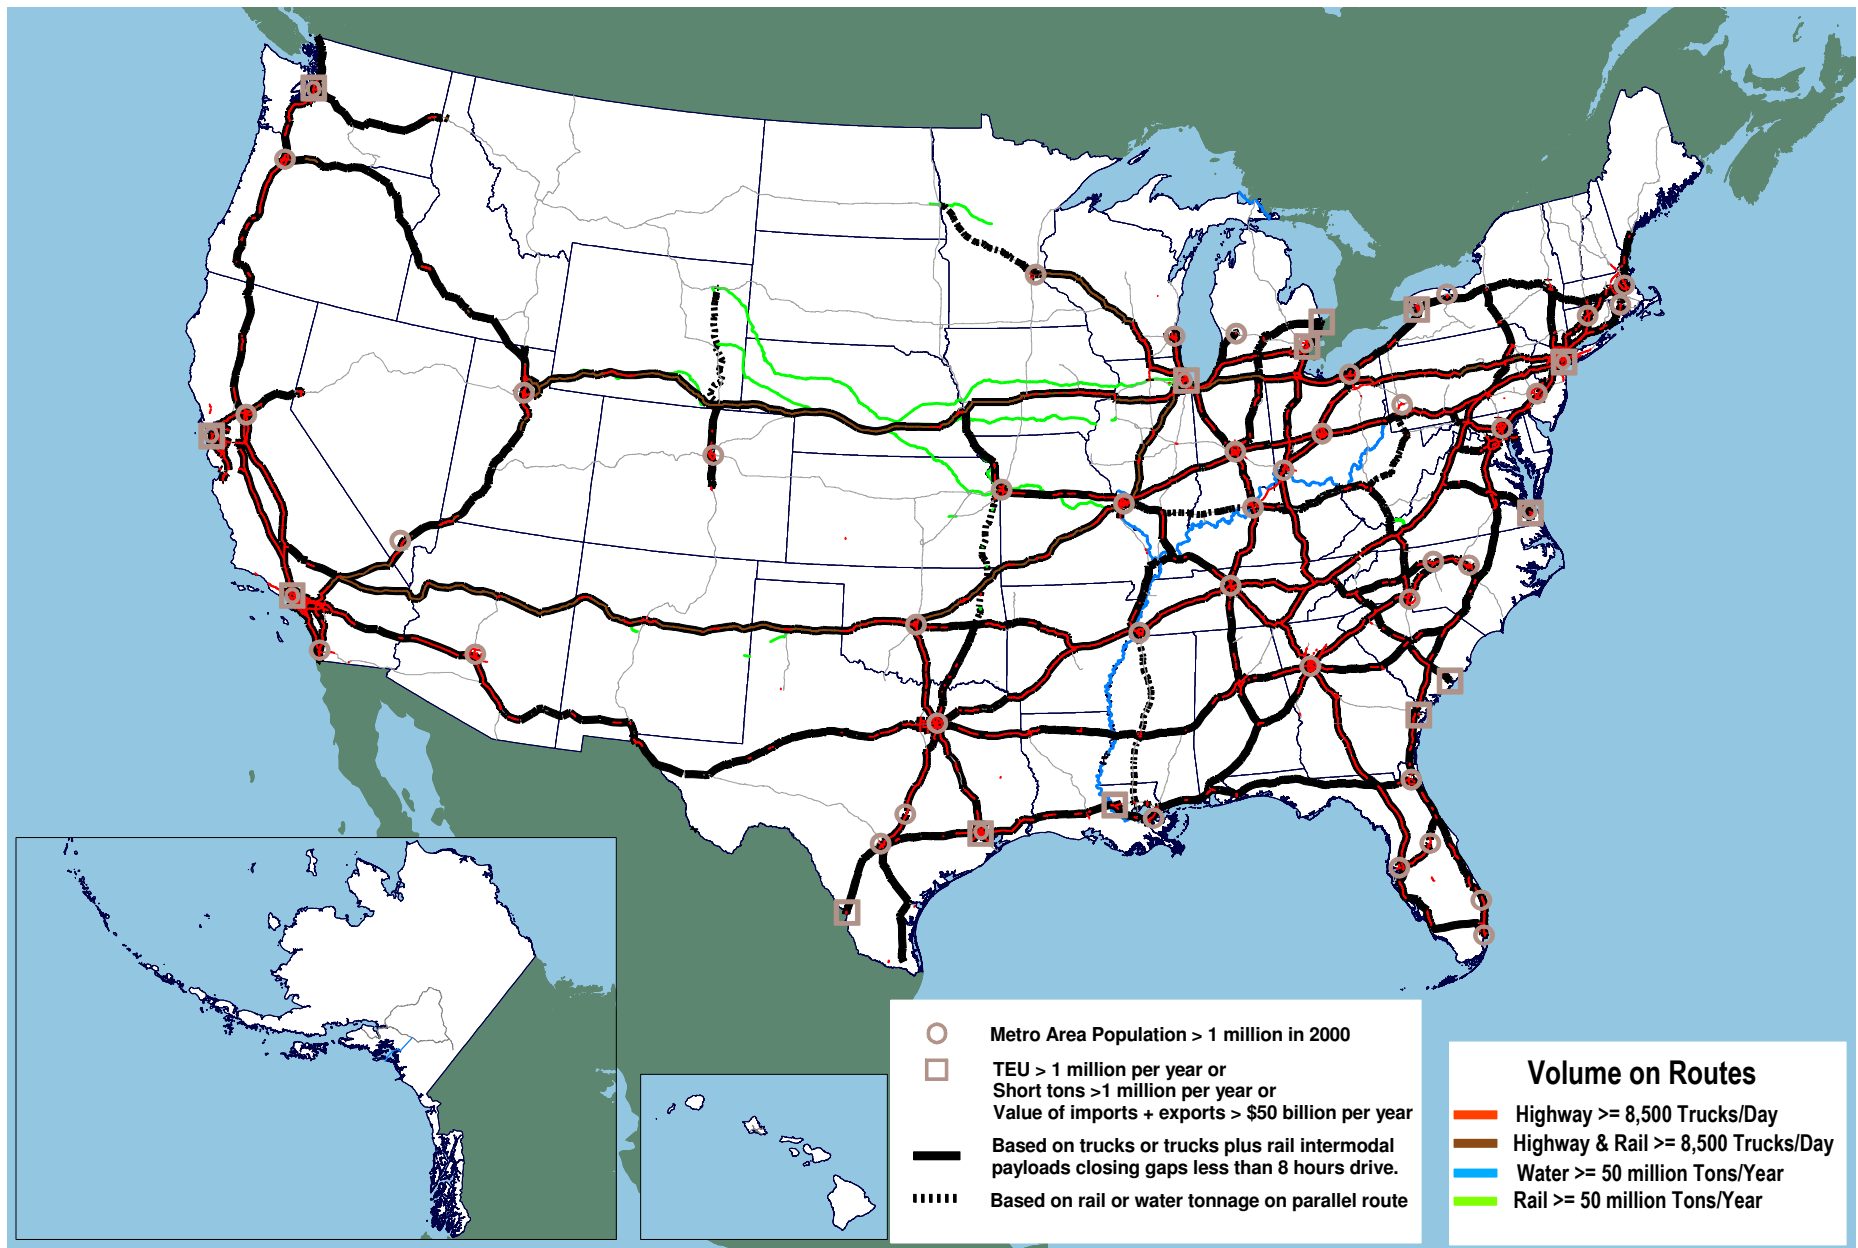 Metro Area Population > 1 million in 2000
TEU > 1 million per year or
Short tons >1 million per year or
Value of imports + exports > $50 billion per year
Based on trucks or trucks plus rail intermodal
payloads closing gaps less than 8 hours drive.
Based on rail or water tonnage on parallel route
Volume on Routes
Highway >= 8,500 Trucks/Day
Highway & Rail >= 8,500 Trucks/Day
Water >= 50 million Tons/Year
Rail >= 50 million Tons/Year